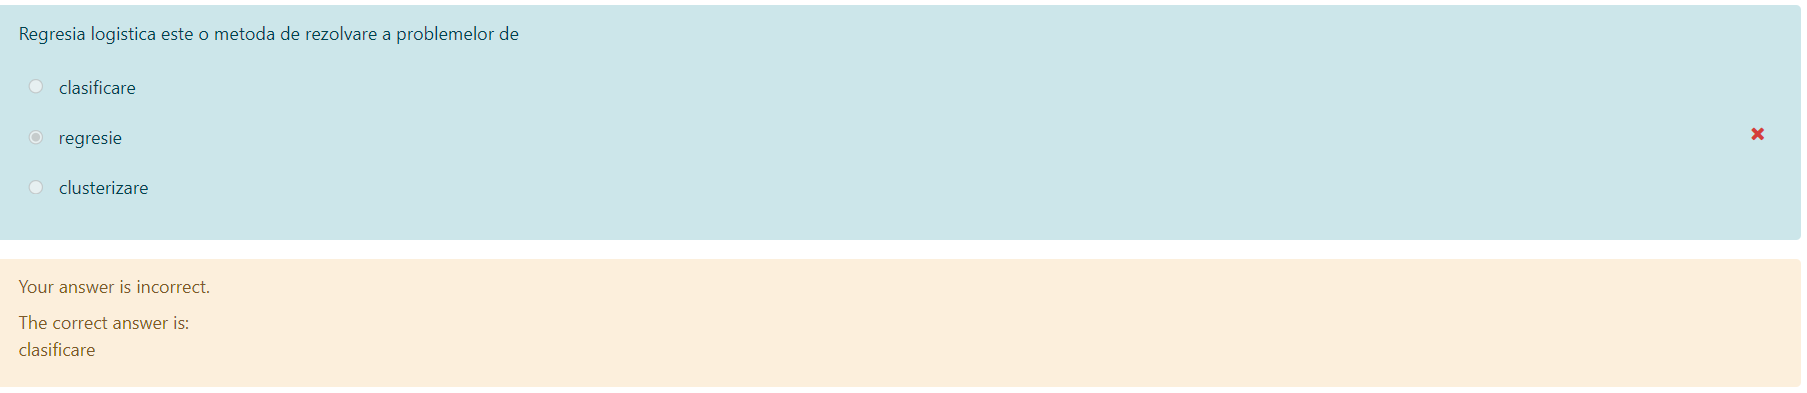 Regresia logistica este o metoda de rezolvare a problemelor de
clasificare
regresie
clusterizare
Your answer is incorrect.
The correct answer is:
clasificare